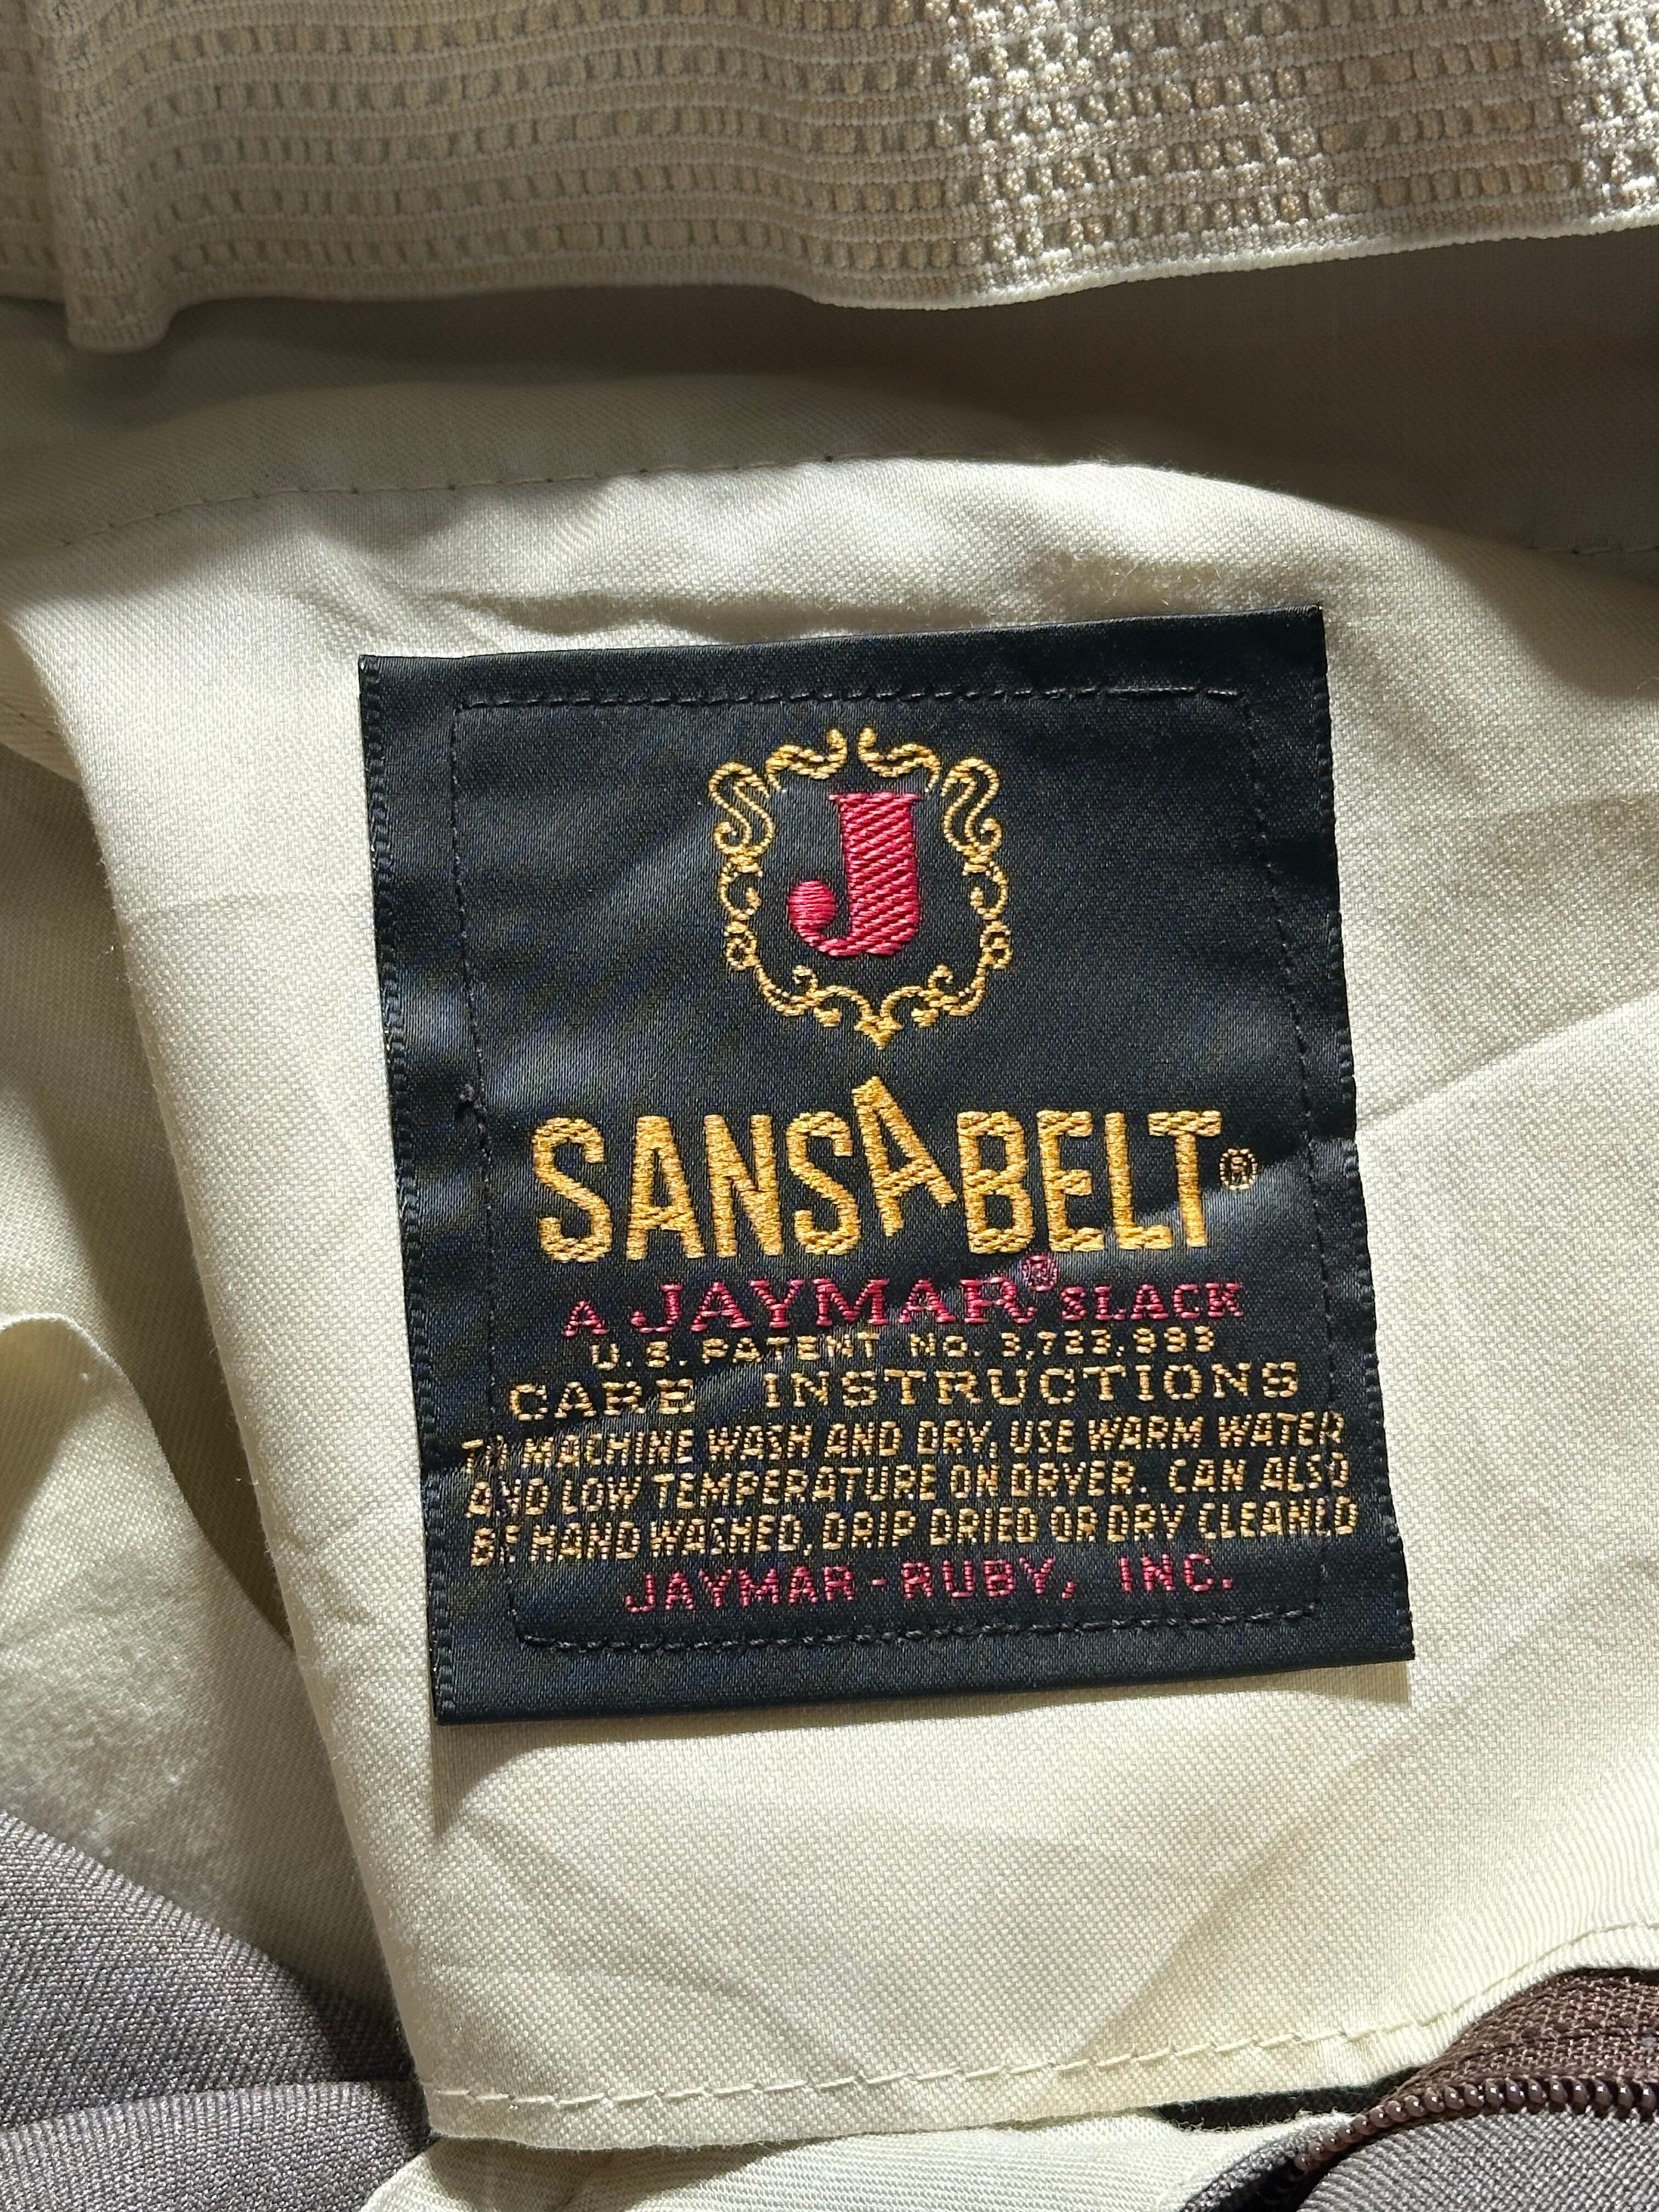 J
SANSABELT®
A JAYMAR® SLACK
U.S. PATENT No. 3,723,993
CARE INSTRUCTIONS
TO MACHINE WASH AND DRY, USE WARM WATER
AND LOW TEMPERATURE ON DRYER. CAN ALSO
BE HAND WASHED, DRIP DRIED OR DRY CLEANED
JAYMAR-RUBY, INC.